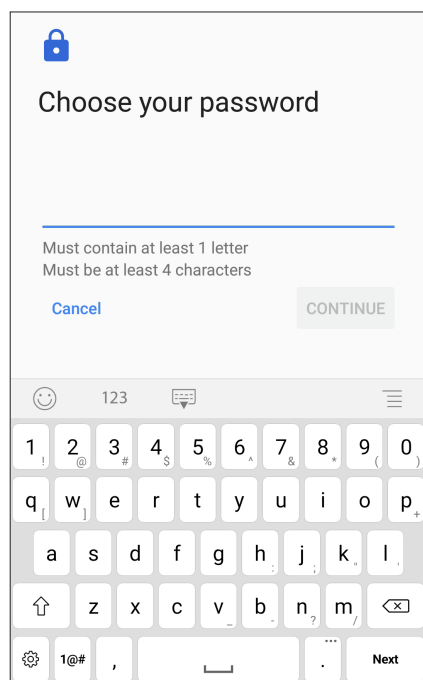 Choose your password
Must contain at least 1 letter
Must be at least 4 characters
Cancel CONTINUE
123
1 ! 2 @ 3 # 4 $ 5 % 6 ^ 7 & 8 * 9 ( 0 )
q [ w ] e r t y u i o p +
a s d f g h : j ; k " l '
z x c v _ b - n ? m /
1@# , . Next